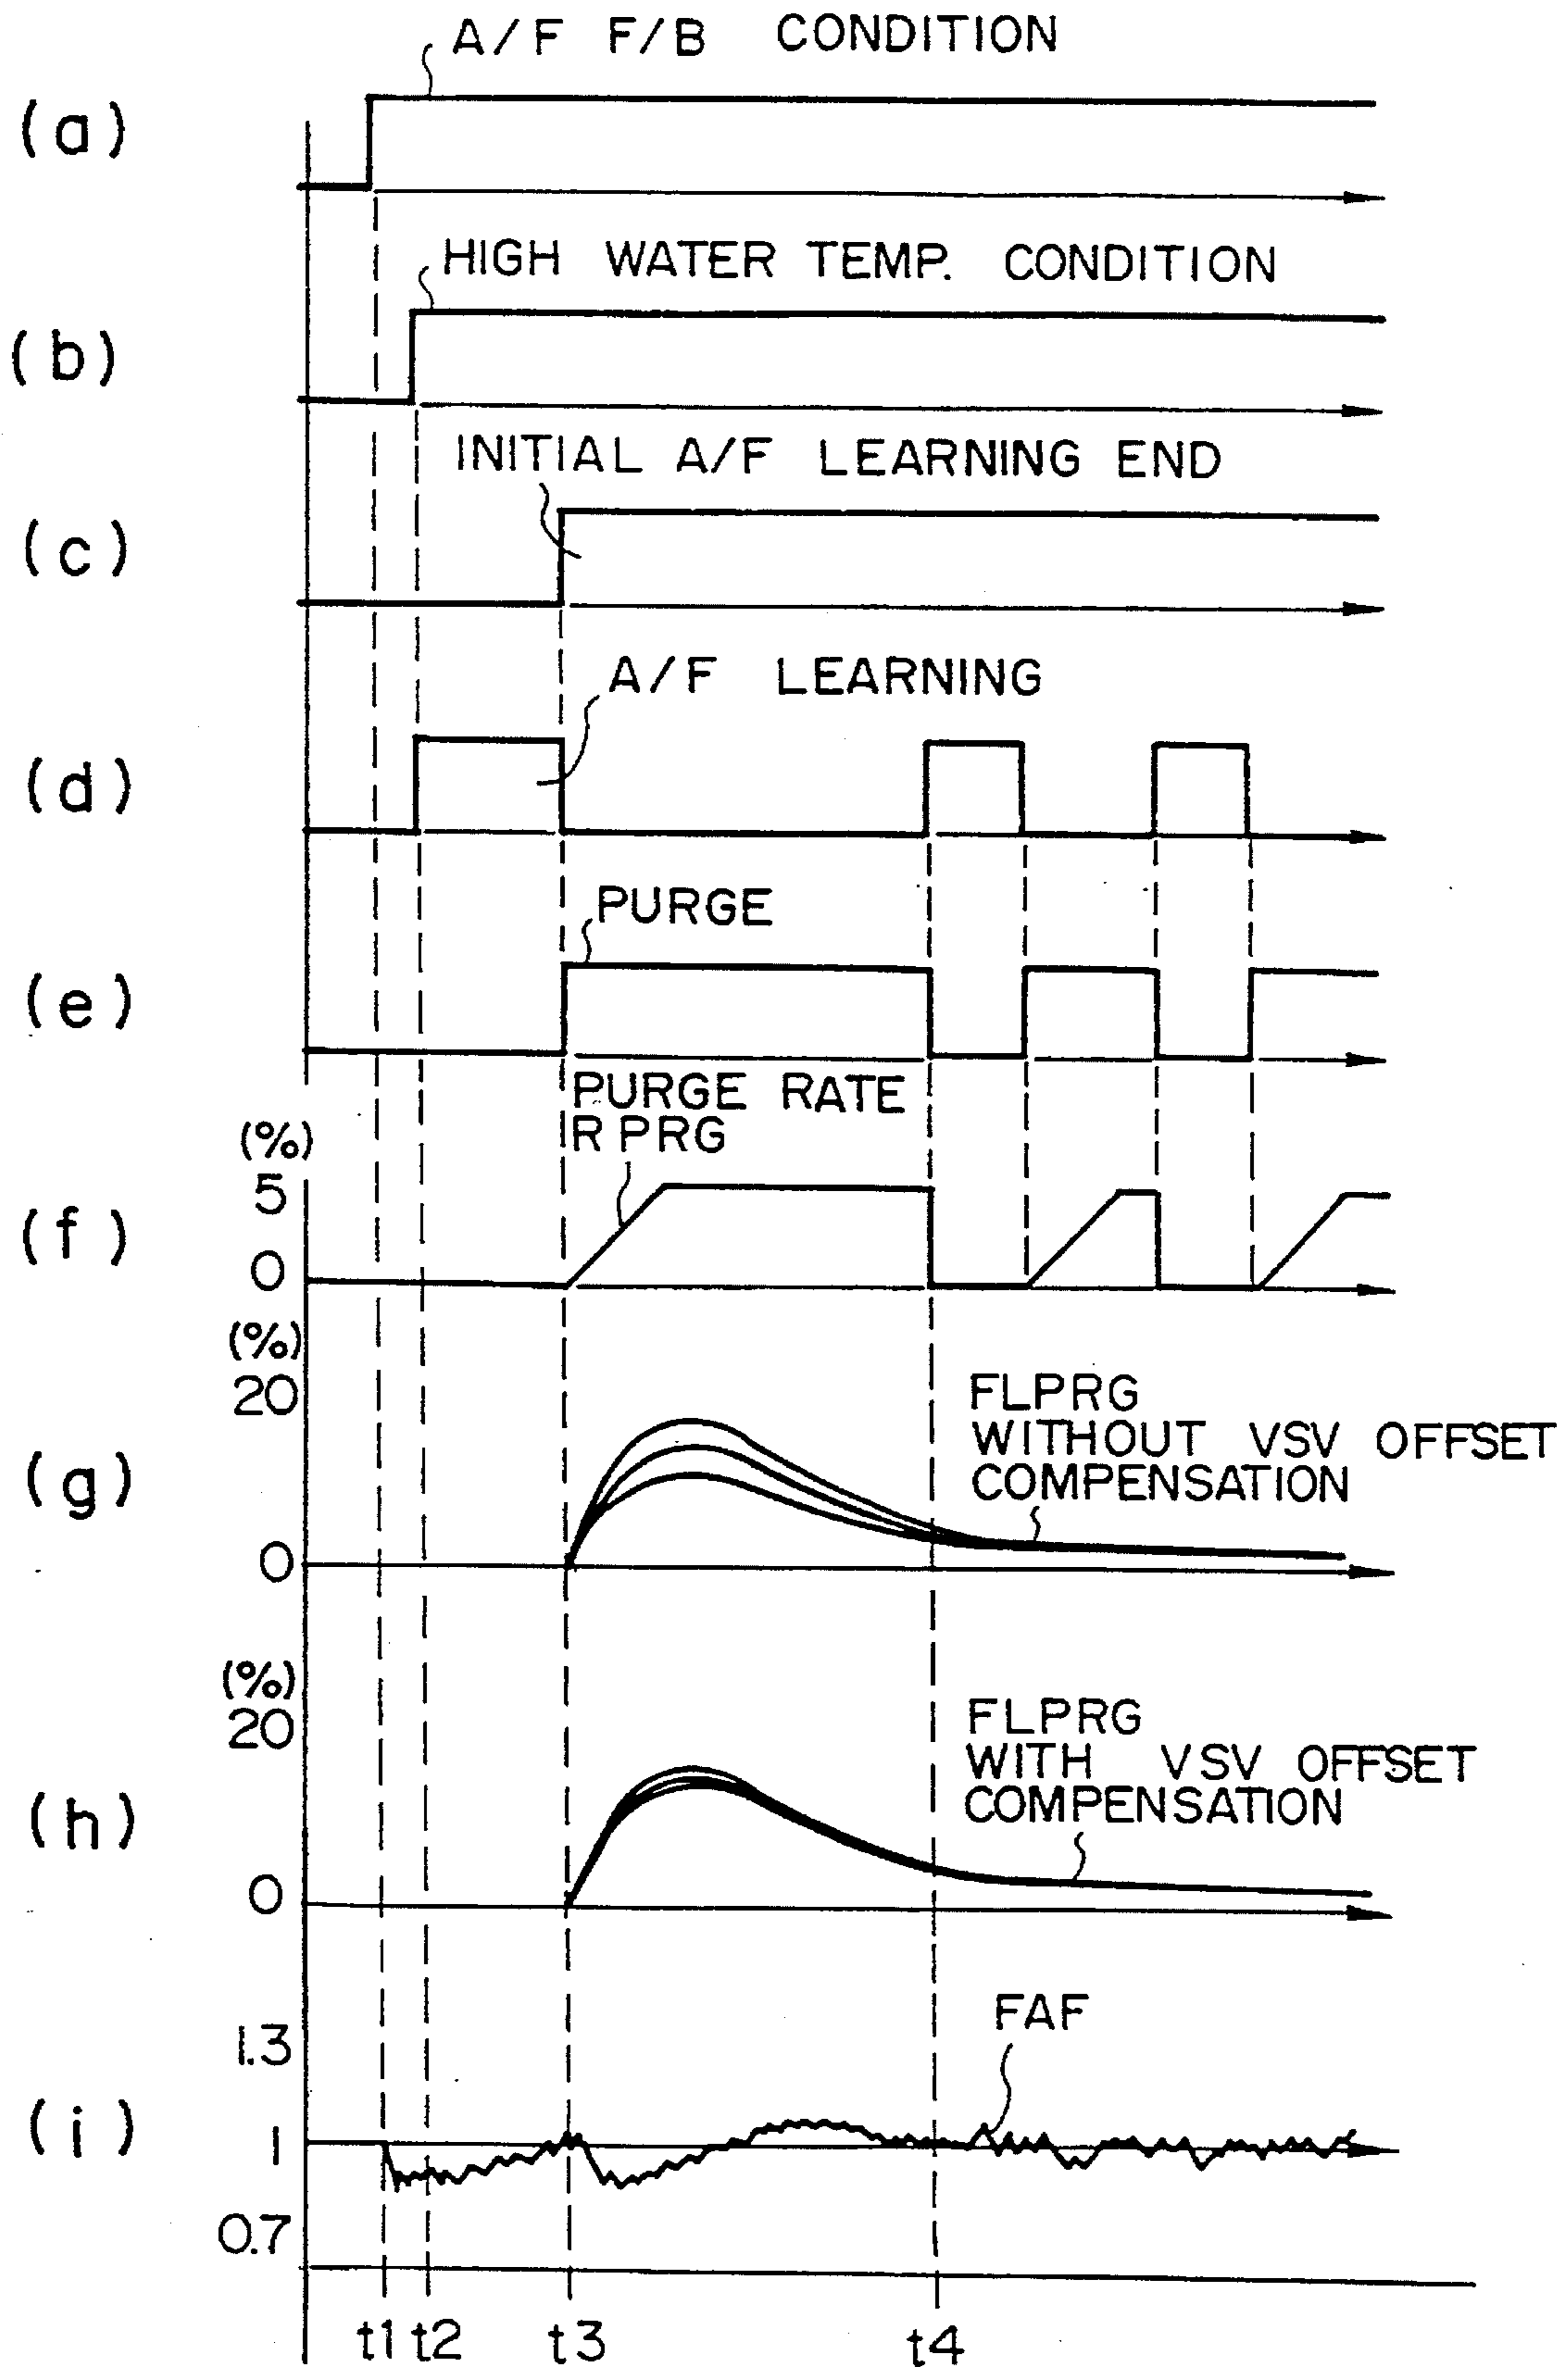 A/F F/B CONDITION
(a)
HIGH WATER TEMP. CONDITION
(b)
INITIAL A/F LEARNING END
(c)
A/F LEARNING
(d)
PURGE
(e)
PURGE RATE
RPRG
(%)
5
(f)
0
(%)
20
FLPRG
WITHOUT VSV OFFSET
COMPENSATION
(g)
0
(%)
20
FLPRG
WITH VSV OFFSET
COMPENSATION
(h)
0
FAF
1.3
(i)
1
0.7
t1 t2 t3 t4